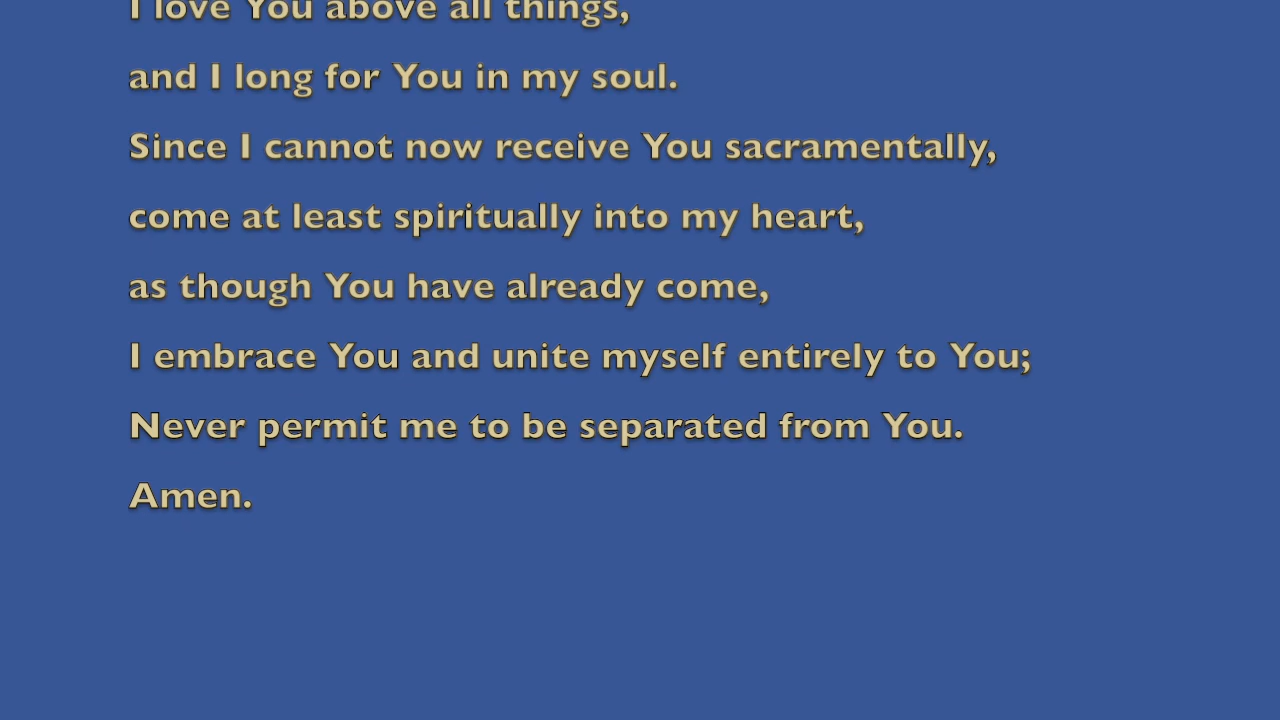 I love You above all things,
and I long for You in my soul.
Since I cannot now receive You sacramentally,
come at least spiritually into my heart,
as though You have already come,
I embrace You and unite myself entirely to You;
Never permit me to be separated from You.
Amen.